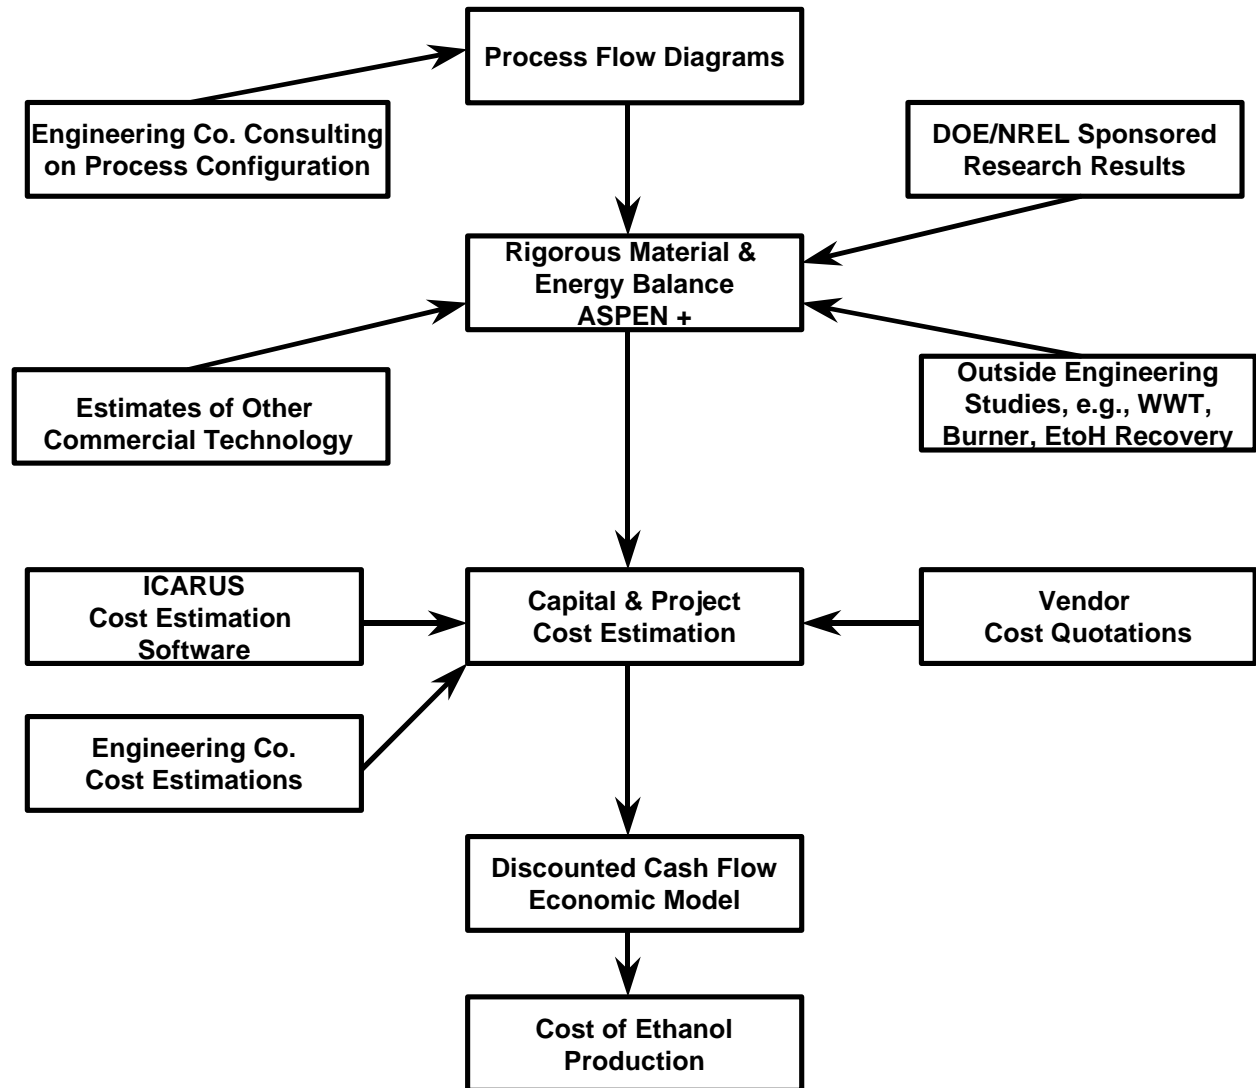 Process Flow Diagrams
Engineering Co. Consulting
on Process Configuration
DOE/NREL Sponsored
Research Results
Rigorous Material &
Energy Balance
ASPEN +
Estimates of Other
Commercial Technology
Outside Engineering
Studies, e.g., WWT,
Burner, EtoH Recovery
ICARUS
Cost Estimation
Software
Capital & Project
Cost Estimation
Vendor
Cost Quotations
Engineering Co.
Cost Estimations
Discounted Cash Flow
Economic Model
Cost of Ethanol
Production